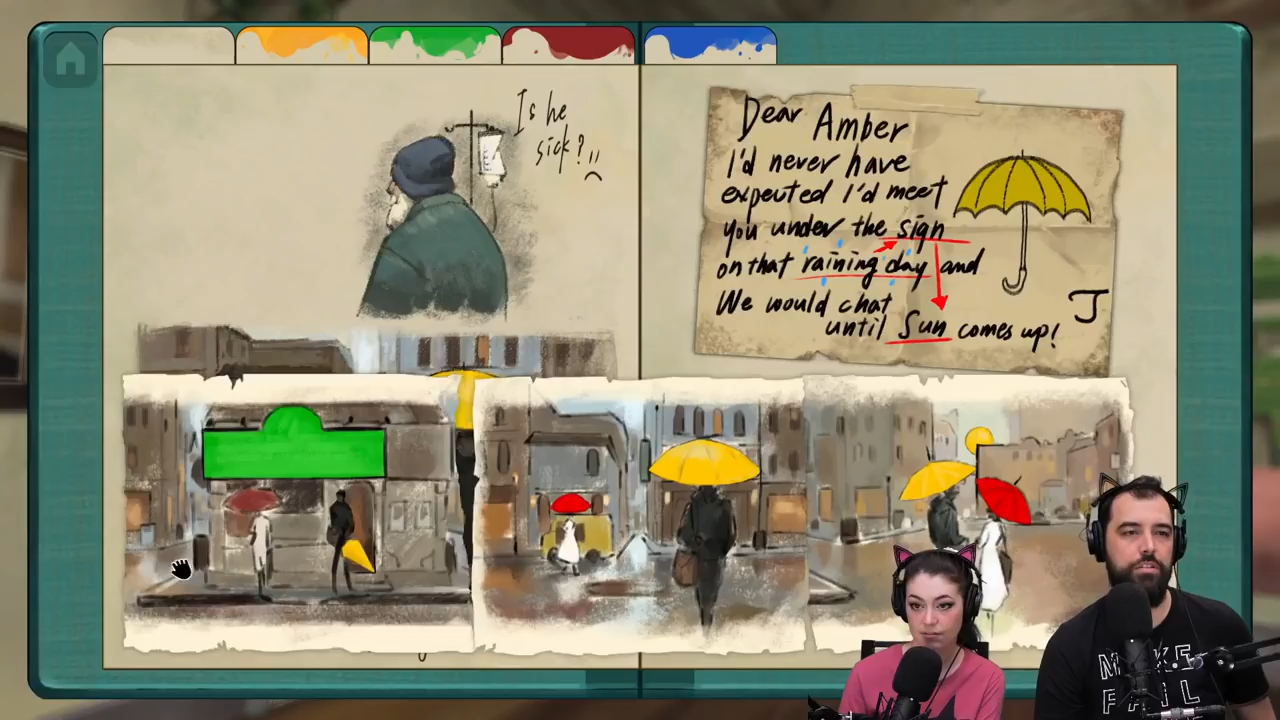 Is he
sick?
Dear Amber
I'd never have
expected I'd meet
you under the sign
on that raining day and
We would chat
until Sun comes up!
J